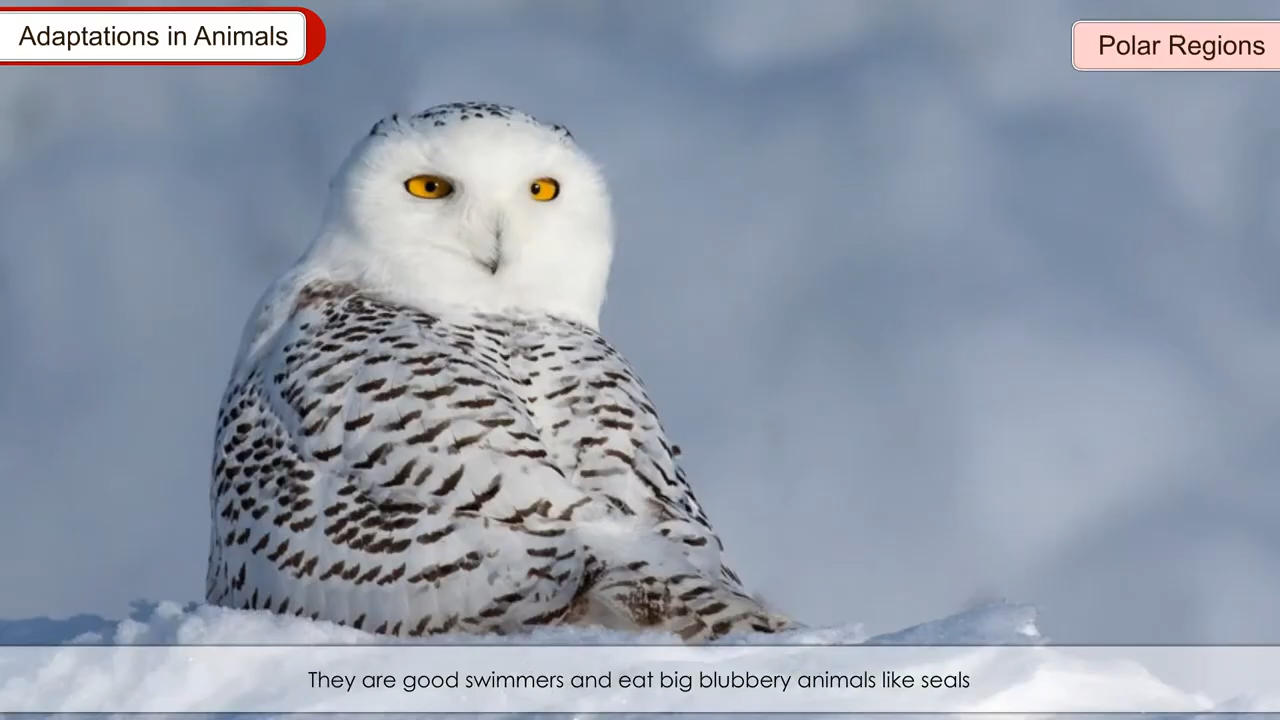 Adaptations in Animals
Polar Regions
They are good swimmers and eat big blubbery animals like seals